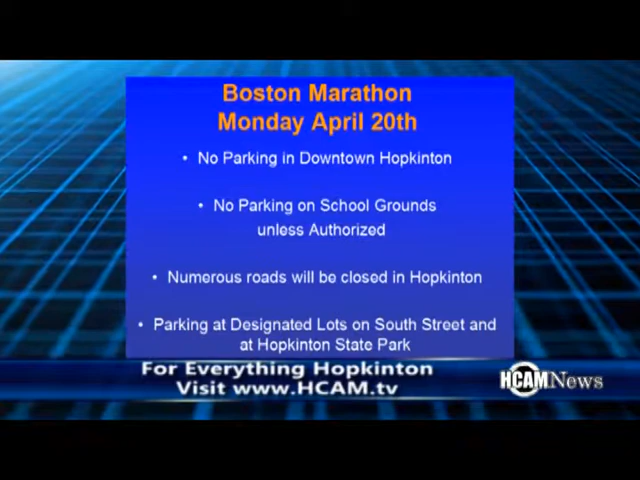 Boston Marathon
Monday April 20th
• No Parking in Downtown Hopkinton
• No Parking on School Grounds
unless Authorized
• Numerous roads will be closed in Hopkinton
• Parking at Designated Lots on South Street and
at Hopkinton State Park
For Everything Hopkinton
Visit www.HCAM.tv
HCAMNews